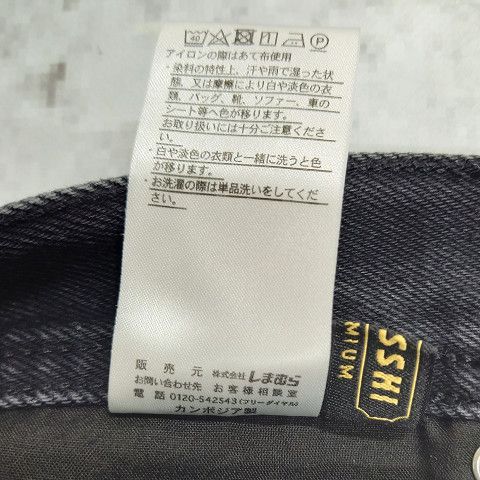 40
P
アイロンの際はあて布使用
染料の特性上、汗や雨で湿った状
態、又は摩擦により白や淡色の衣
類、バッグ、靴、ソファー、車の
シート等へ色が移ります。
お取り扱いには十分ご注意くださ
い。
・白や淡色の衣類と一緒に洗うと色
が移ります。
・お洗濯の際は単品洗いをしてくだ
さい。
販売元 株式会社しまむら
お問い合わせ先 お客様相談室
電話 0120-542543(フリーダイヤル)
カンボジア製
SSHI
MIUM